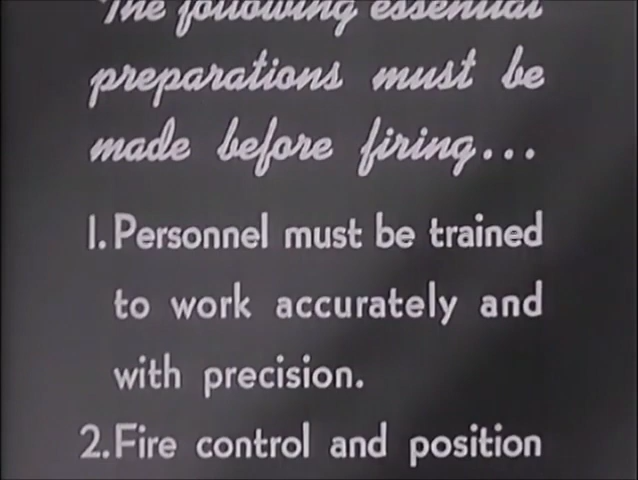 The following essential
preparations must be
made before firing...
1. Personnel must be trained
to work accurately and
with precision.
2. Fire control and position